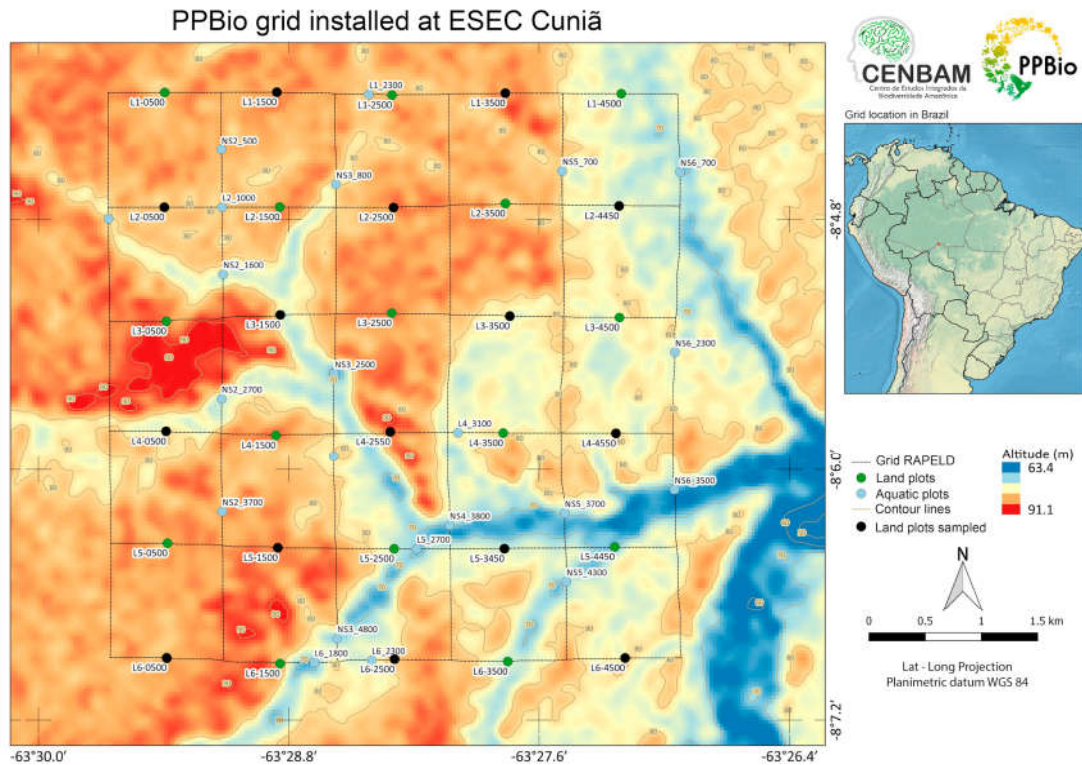 PPBio grid installed at ESEC Cuniã
CENBAM
Centro de Estudos Integrados da
Biodiversidade Amazônica
PPBio
Grid location in Brazil
L1-0500
L1-1500
L1_2300
L1-2500
L1-3500
L1-4500
NS2_500
NS3_800
NS5_700
NS6_700
L2-0500
L2_1000
L2-1500
L2-2500
L2-3500
L2-4450
-8°4.8'
NS2_1600
L3-0500
L3-1500
L3-2500
L3-3500
L3-4500
NS3_2500
NS6_2300
NS2_2700
L4-0500
L4-1500
L4-2550
L4_3100
L4-3500
L4-4550
-8°6.0'
NS2_3700
NS4_3800
NS5_3700
NS6_3500
L5-0500
L5-1500
L5-2500
L5_2700
L5-3450
L5-4450
NS5_4300
NS3_4800
L6-0500
L6-1500
L6_1800
L6_2300
L6-2500
L6-3500
L6-4500
-8°7.2'
-63°30.0'
-63°28.8'
-63°27.6'
-63°26.4'
Grid RAPELD
Land plots
Aquatic plots
Contour lines
Land plots sampled
Altitude (m)
63.4
91.1
N
0 0.5 1 1.5 km
Lat - Long Projection
Planimetric datum WGS 84